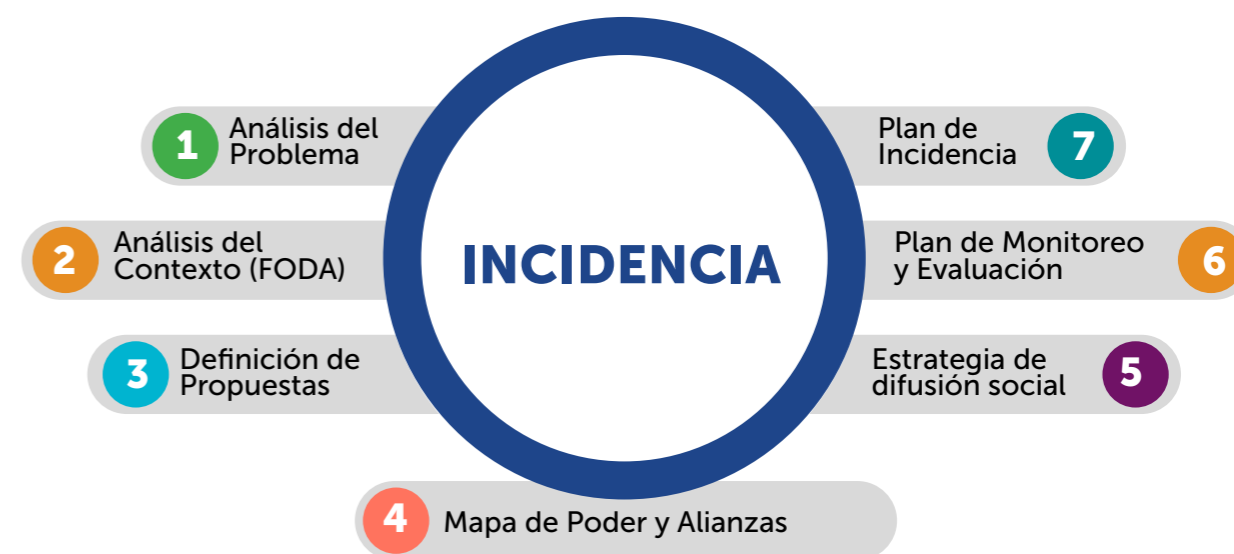 1
Análisis del
Problema
2
Análisis del
Contexto (FODA)
3
Definición de
Propuestas
4
Mapa de Poder y Alianzas
INCIDENCIA
Estrategia de
difusión social
5
Plan de Monitoreo
y Evaluación
6
Plan de
Incidencia
7